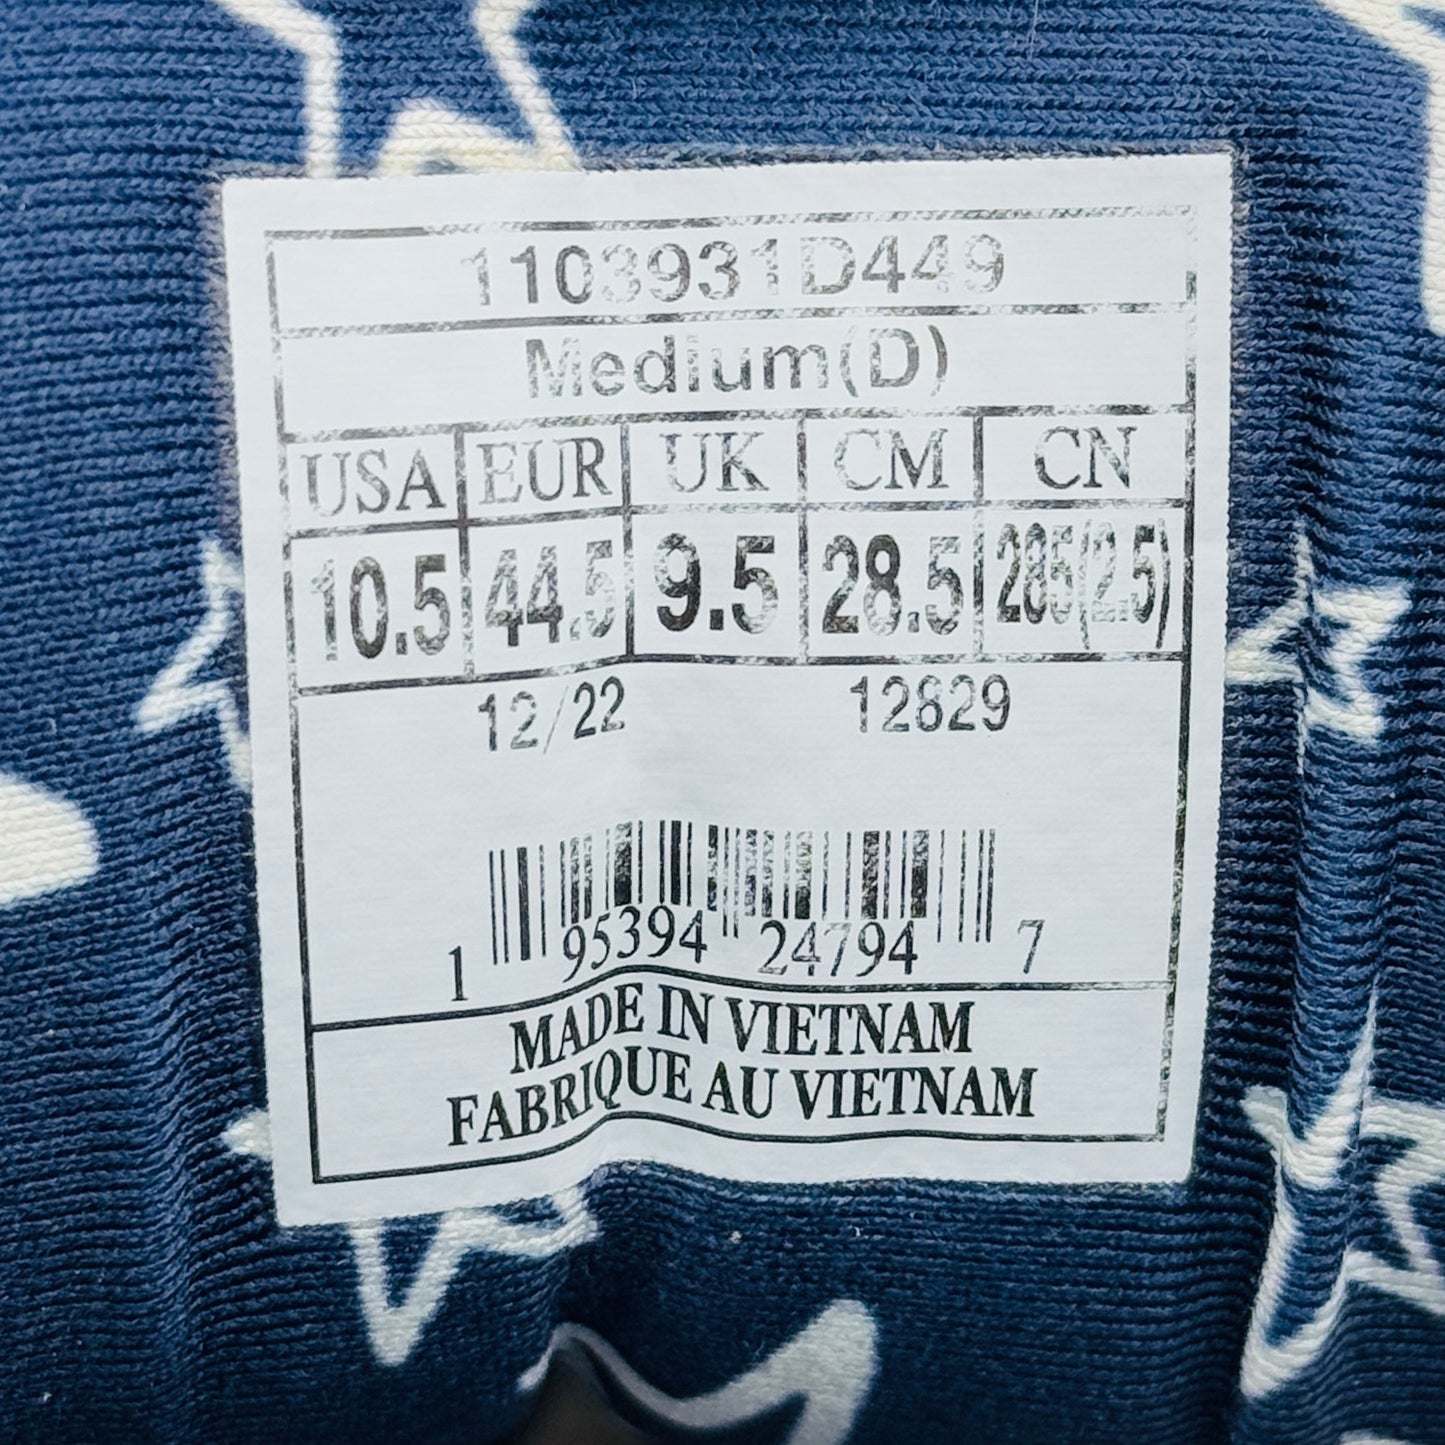 1103931D449
Medium(D)
USA EUR UK CM CN
10.5 44.5 9.5 28.5 285(2.5)
12/22 12829
1 95394 24794 7
MADE IN VIETNAM
FABRIQUE AU VIETNAM